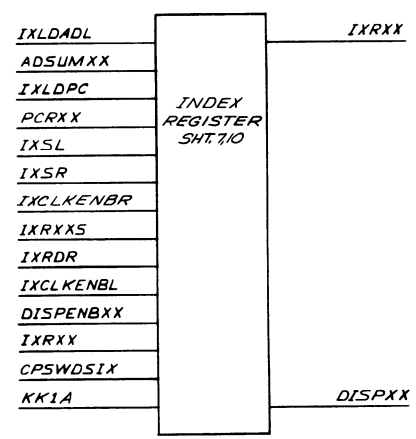 IXLDADL
IXRXX
ADSUMXX
IXLDPC
INDEX
REGISTER
SHT. 7,10
PCRXX
IXSL
IXSR
IXCLKENBR
IXRXXS
IXRDR
IXCLKENBL
DISPENBXX
IXRXX
CPSWDSIX
DISPXX
KK1A